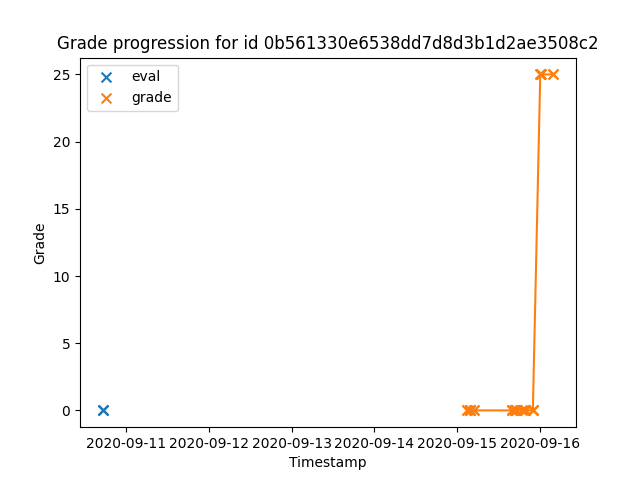 Grade progression for id 0b561330e6538dd7d8d3b1d2ae3508c2
eval
grade
25
20
15
10
5
0
Grade
2020-09-11 2020-09-12 2020-09-13 2020-09-14 2020-09-15 2020-09-16
Timestamp